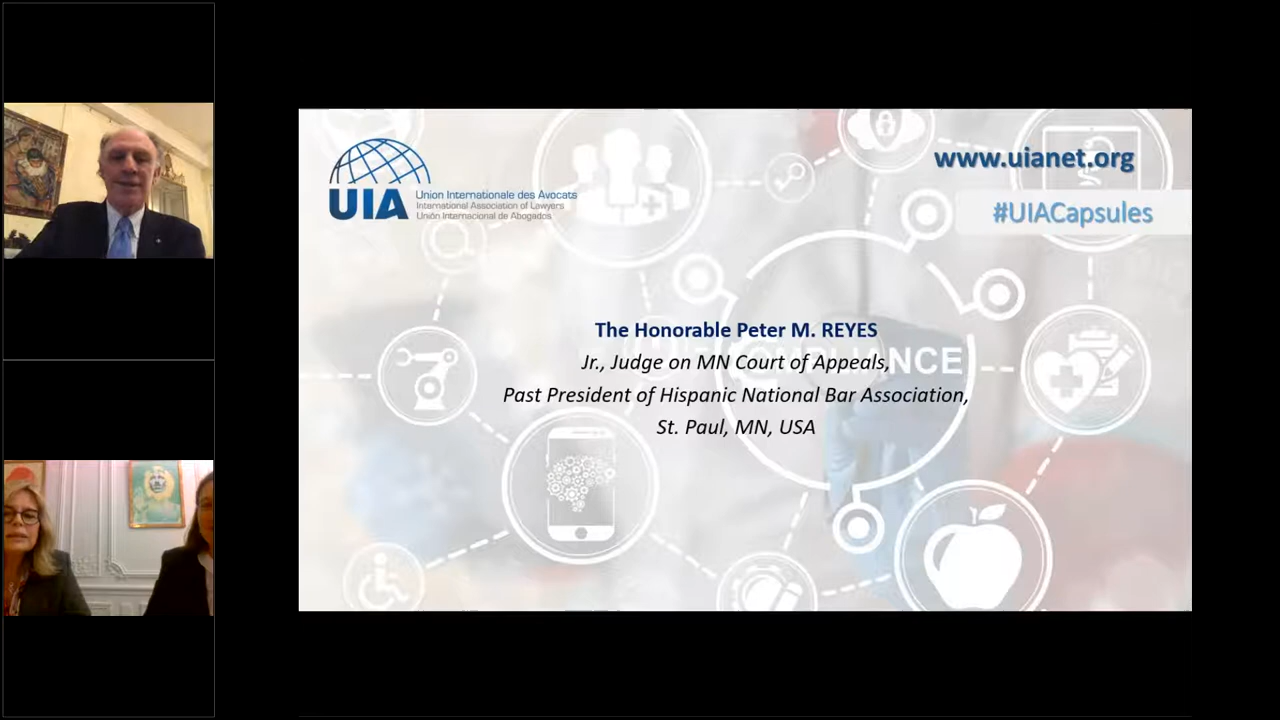 UIA
Union Internationale des Avocats
International Association of Lawyers
Unión Internacional de Abogados
www.uianet.org
#UIACapsules
The Honorable Peter M. REYES
Jr., Judge on MN Court of Appeals,
Past President of Hispanic National Bar Association,
St. Paul, MN, USA